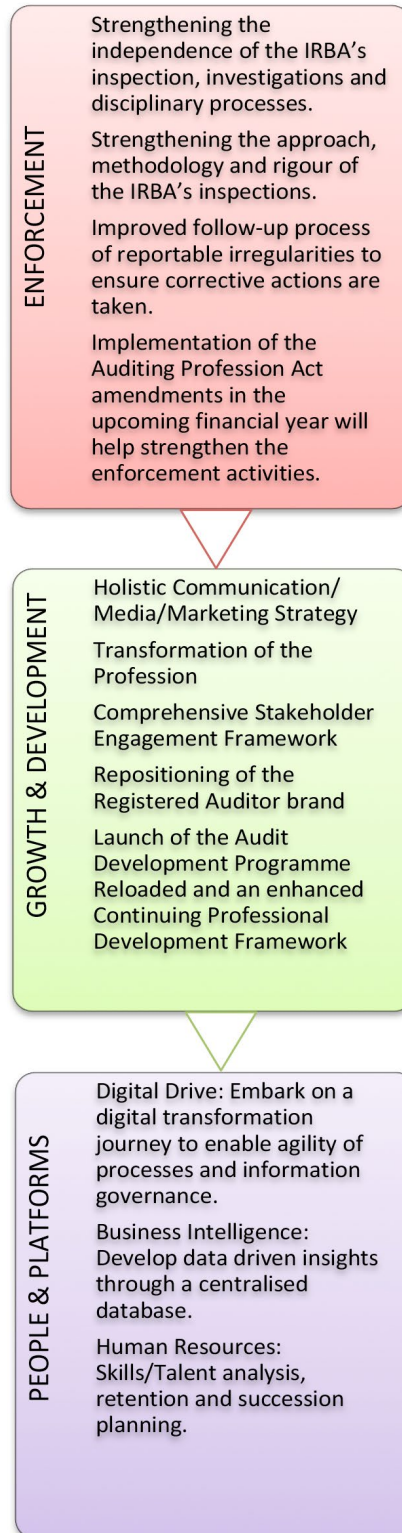 ENFORCEMENT
Strengthening the
independence of the IRBA's
inspection, investigations and
disciplinary processes.
Strengthening the approach,
methodology and rigour of
the IRBA's inspections.
Improved follow-up process
of reportable irregularities to
ensure corrective actions are
taken.
Implementation of the
Auditing Profession Act
amendments in the
upcoming financial year will
help strengthen the
enforcement activities.
GROWTH & DEVELOPMENT
Holistic Communication/
Media/Marketing Strategy
Transformation of the
Profession
Comprehensive Stakeholder
Engagement Framework
Repositioning of the
Registered Auditor brand
Launch of the Audit
Development Programme
Reloaded and an enhanced
Continuing Professional
Development Framework
PEOPLE & PLATFORMS
Digital Drive: Embark on a
digital transformation
journey to enable agility of
processes and information
governance.
Business Intelligence:
Develop data driven insights
through a centralised
database.
Human Resources:
Skills/Talent analysis,
retention and succession
planning.